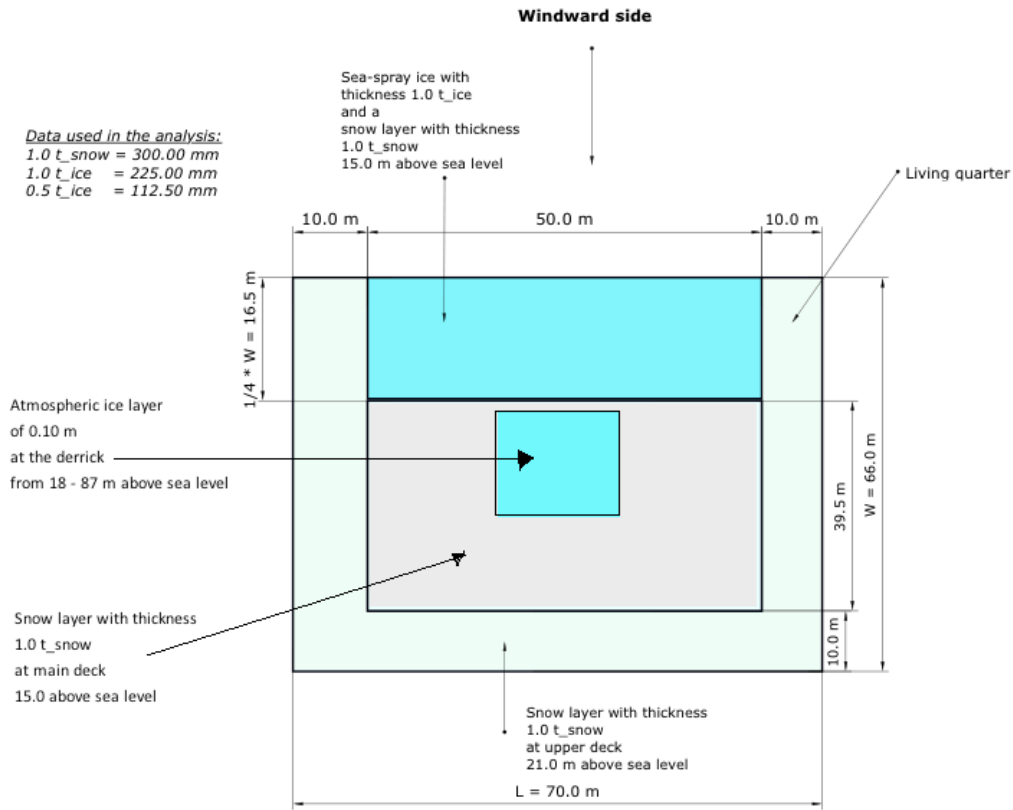 Windward side
Sea-spray ice with
thickness 1.0 t_ice
and a
snow layer with thickness
1.0 t_snow
15.0 m above sea level
Data used in the analysis:
1.0 t_snow = 300.00 mm
1.0 t_ice = 225.00 mm
0.5 t_ice = 112.50 mm
Living quarter
10.0 m
50.0 m
10.0 m
1/4 * W = 16.5 m
Atmospheric ice layer
of 0.10 m
at the derrick
from 18 - 87 m above sea level
39.5 m
W = 66.0 m
Snow layer with thickness
1.0 t_snow
at main deck
15.0 above sea level
10.0 m
Snow layer with thickness
1.0 t_snow
at upper deck
21.0 m above sea level
L = 70.0 m